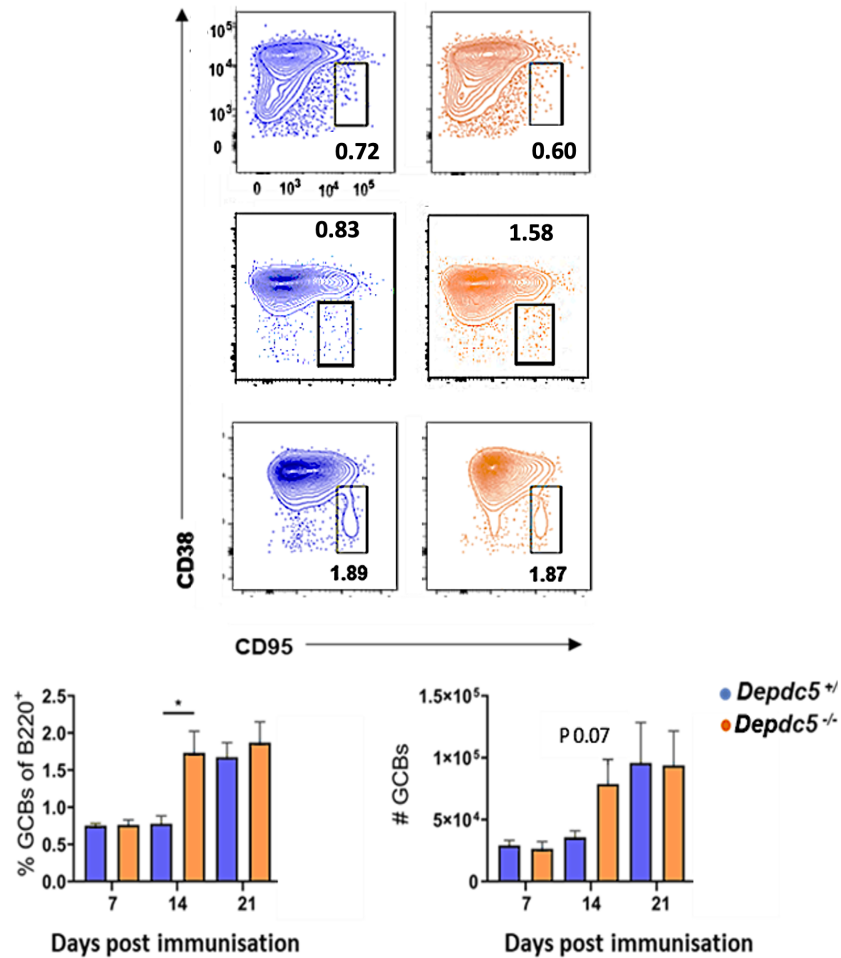 10⁵
10⁴
10³
0
0 10³ 10⁴ 10⁵
0.72
0.60
0.83
1.58
1.89
1.87
CD38
CD95
% GCBs of B220⁺
2.5
2.0
1.5
1.0
0.5
0.0
7 14 21
Days post immunisation
*
# GCBs
1.5×10⁵
1×10⁵
5×10⁴
0
7 14 21
Days post immunisation
P 0.07
Depdc5 +/
Depdc5 -/-